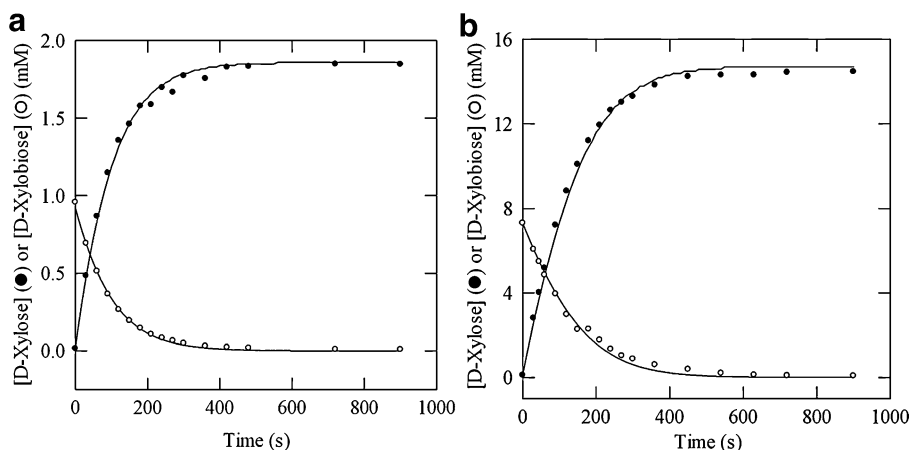 a
[D-Xylose] (●) or [D-Xylobiose] (○) (mM)
2.0
1.5
1.0
0.5
0.0
0 200 400 600 800 1000
Time (s)
b
[D-Xylose] (●) or [D-Xylobiose] (○) (mM)
16
12
8
4
0
0 200 400 600 800 1000
Time (s)